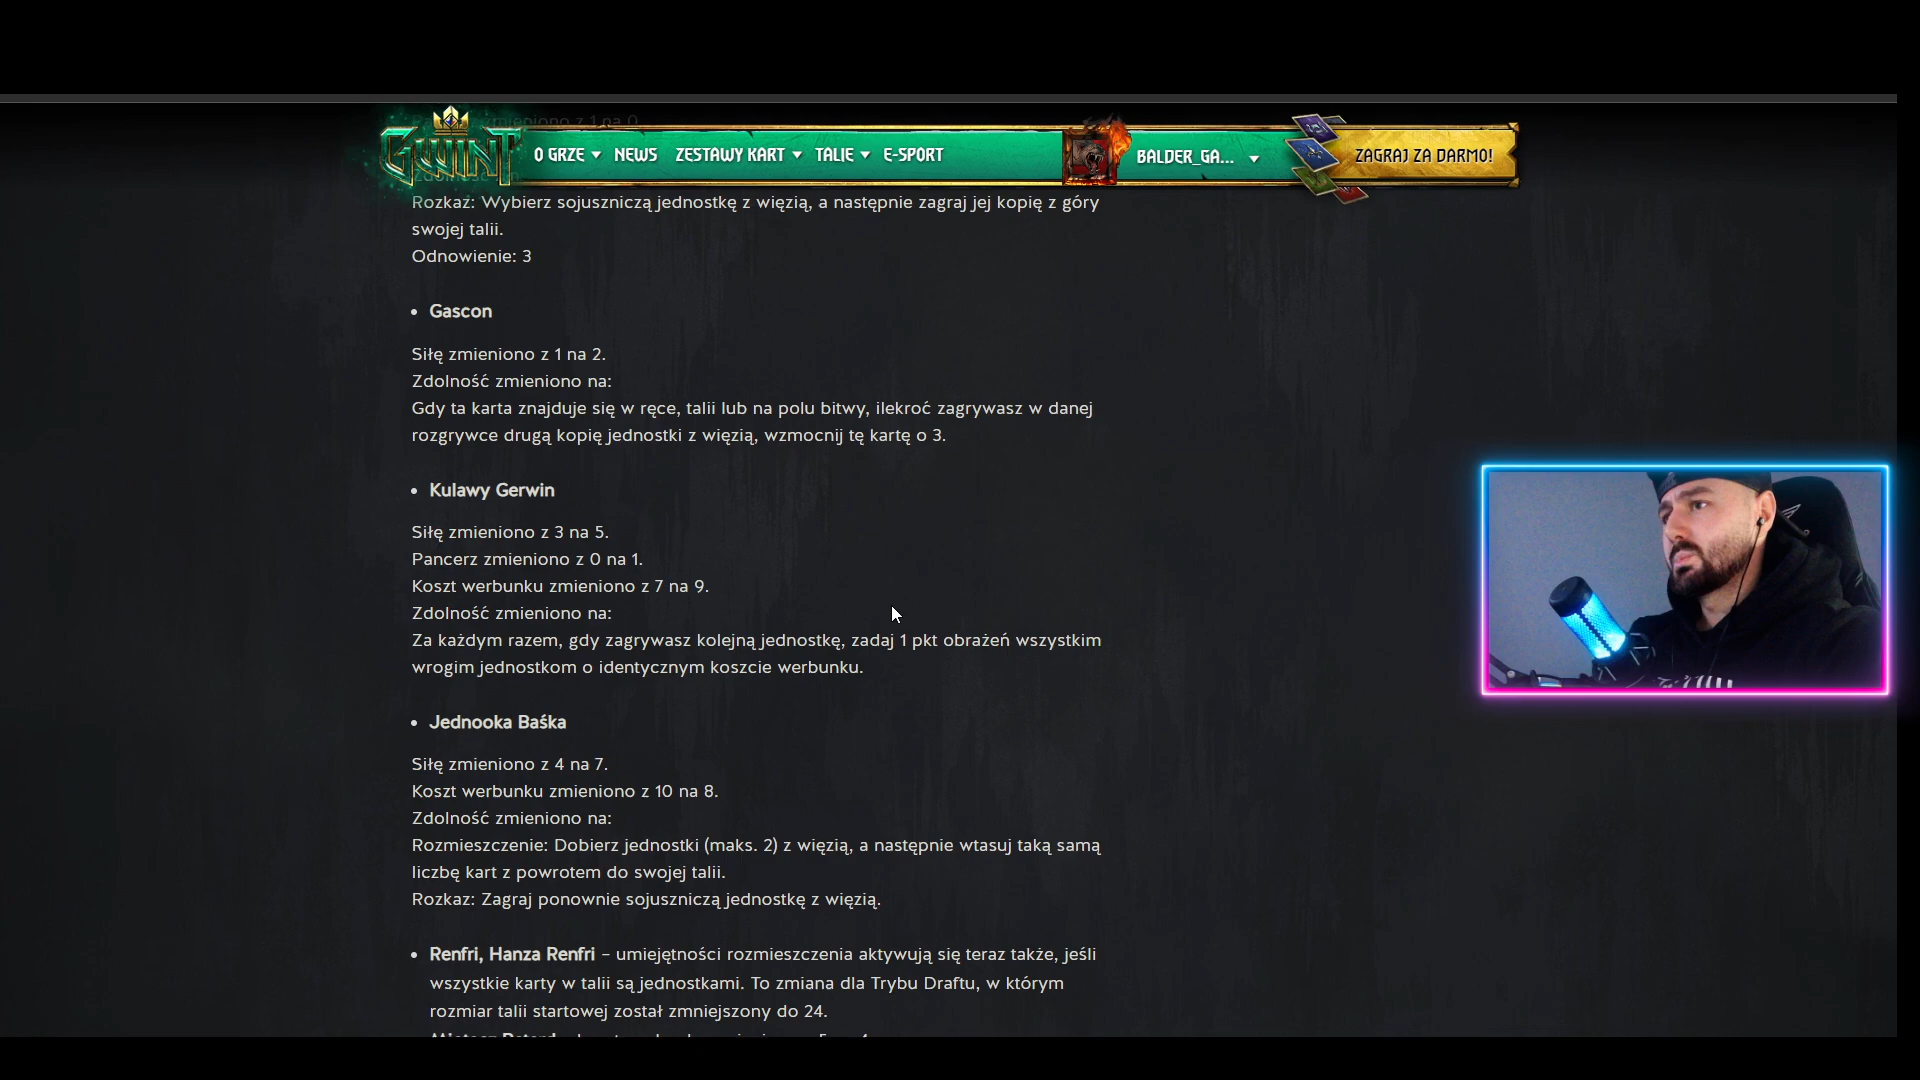 GWINT
O GRZE
NEWS
ZESTAWY KART
TALIE
E-SPORT
BALDER_GA...
ZAGRAJ ZA DARMO!
zmieniono z 1 na 0.
Rozkaz: Wybierz sojuszniczą jednostkę z więzią, a następnie zagraj jej kopię z góry
swojej talii.
Odnowienie: 3
• Gascon
Siłę zmieniono z 1 na 2.
Zdolność zmieniono na:
Gdy ta karta znajduje się w ręce, talii lub na polu bitwy, ilekroć zagrywasz w danej
rozgrywce drugą kopię jednostki z więzią, wzmocnij tę kartę o 3.
• Kulawy Gerwin
Siłę zmieniono z 3 na 5.
Pancerz zmieniono z 0 na 1.
Koszt werbunku zmieniono z 7 na 9.
Zdolność zmieniono na:
Za każdym razem, gdy zagrywasz kolejną jednostkę, zadaj 1 pkt obrażeń wszystkim
wrogim jednostkom o identycznym koszcie werbunku.
• Jednooka Baśka
Siłę zmieniono z 4 na 7.
Koszt werbunku zmieniono z 10 na 8.
Zdolność zmieniono na:
Rozmieszczenie: Dobierz jednostki (maks. 2) z więzią, a następnie wtasuj taką samą
liczbę kart z powrotem do swojej talii.
Rozkaz: Zagraj ponownie sojuszniczą jednostkę z więzią.
• Renfri, Hanza Renfri – umiejętności rozmieszczenia aktywują się teraz także, jeśli
wszystkie karty w talii są jednostkami. To zmiana dla Trybu Draftu, w którym
rozmiar talii startowej został zmniejszony do 24.